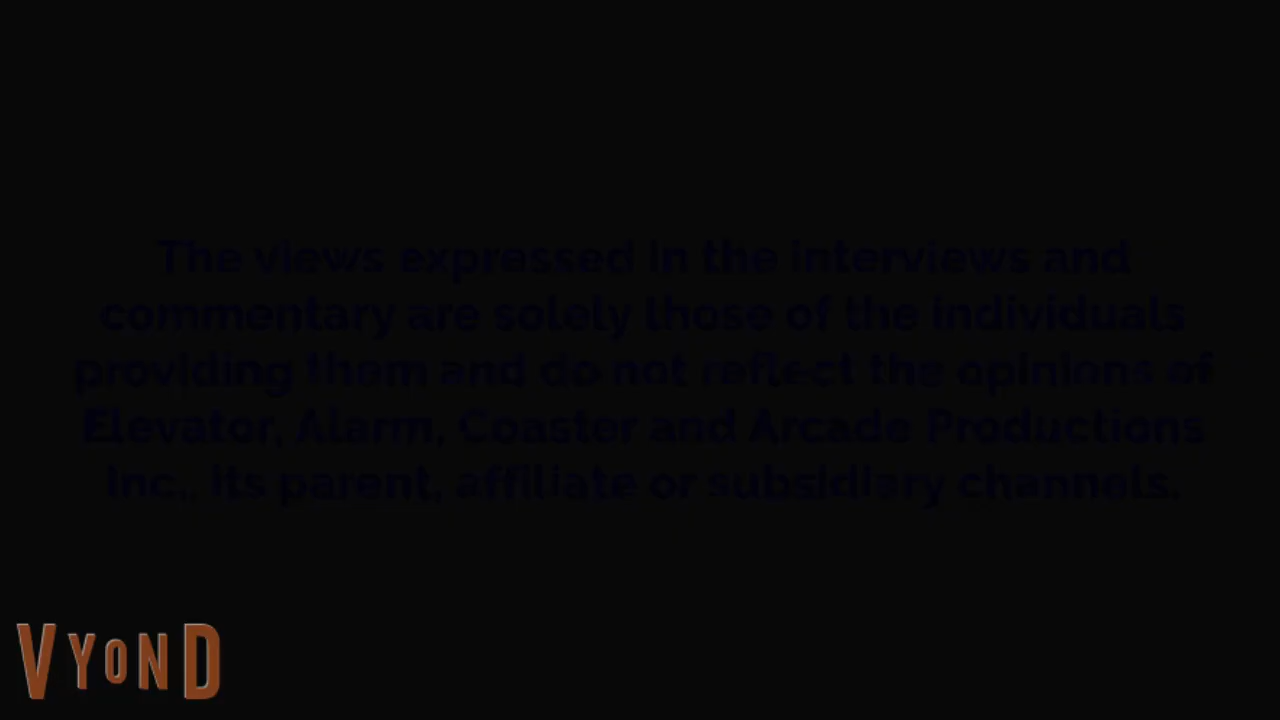 The views expressed in the interviews and
commentary are solely those of the individuals
providing them and do not reflect the opinions of
Elevator, Alarm, Coaster and Arcade Productions
Inc., its parent, affiliate or subsidiary channels.
VYOND